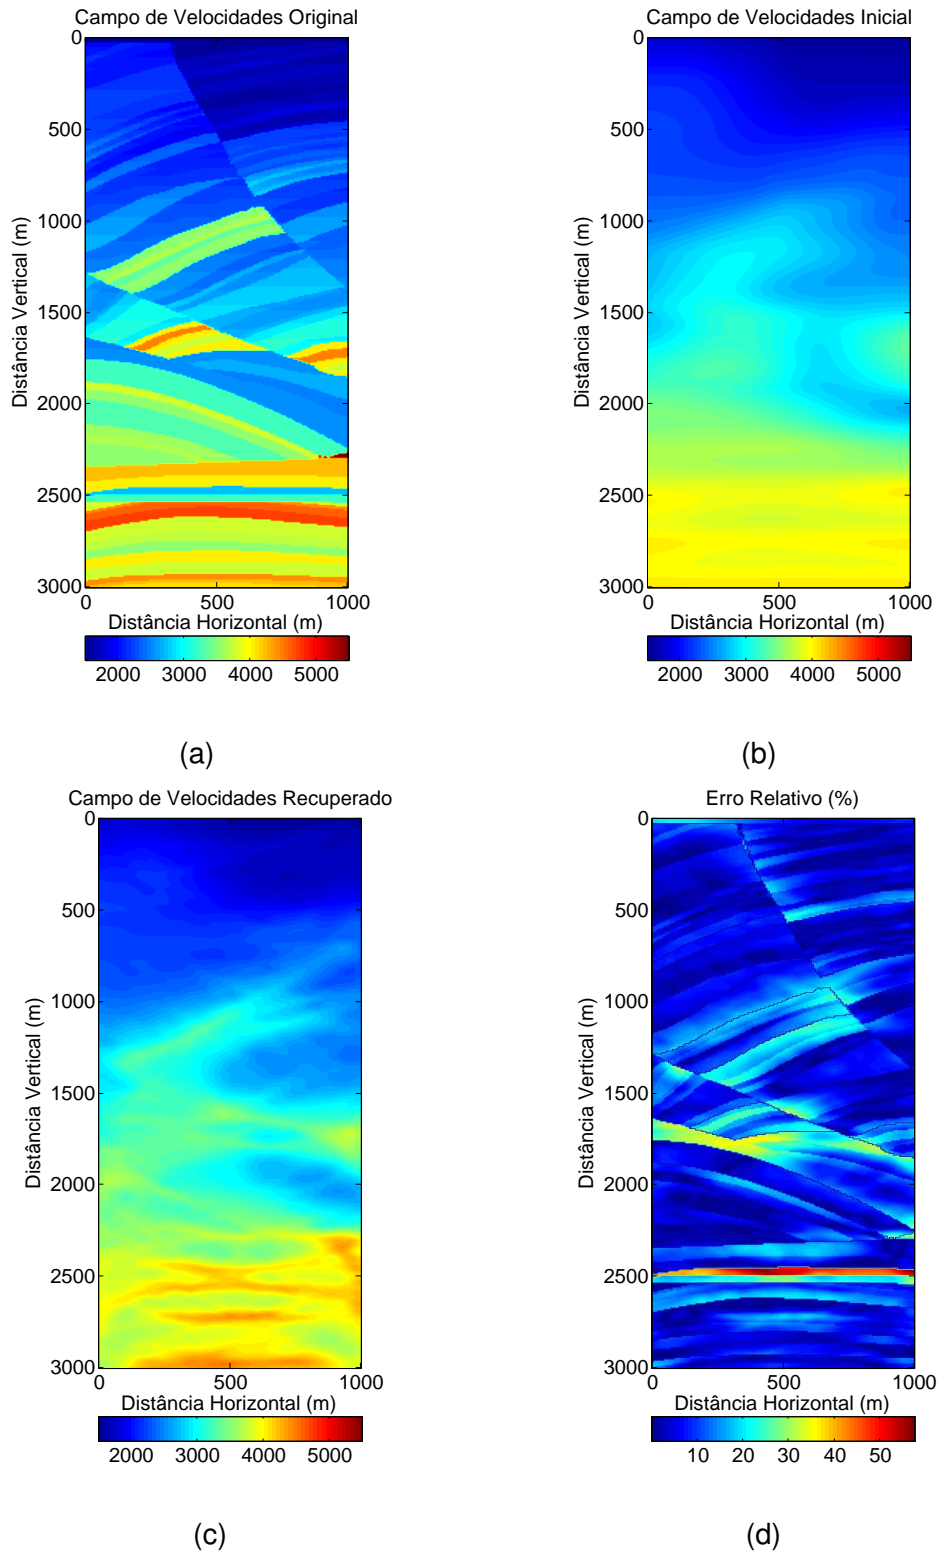 Campo de Velocidades Original
0
500
1000
1500
2000
2500
3000
Distância Vertical (m)
0 500 1000
Distância Horizontal (m)
2000 3000 4000 5000
(a)
Campo de Velocidades Inicial
0
500
1000
1500
2000
2500
3000
Distância Vertical (m)
0 500 1000
Distância Horizontal (m)
2000 3000 4000 5000
(b)
Campo de Velocidades Recuperado
0
500
1000
1500
2000
2500
3000
Distância Vertical (m)
0 500 1000
Distância Horizontal (m)
2000 3000 4000 5000
(c)
Erro Relativo (%)
0
500
1000
1500
2000
2500
3000
Distância Vertical (m)
0 500 1000
Distância Horizontal (m)
10 20 30 40 50
(d)